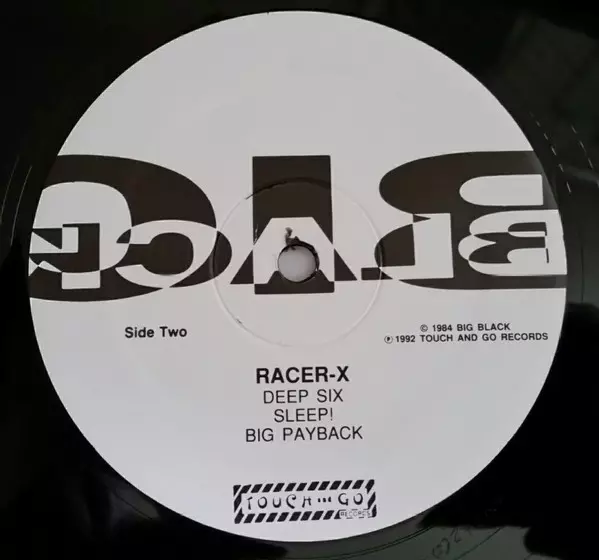 BIG
BLACK
Side Two
© 1984 BIG BLACK
℗ 1992 TOUCH AND GO RECORDS
RACER-X
DEEP SIX
SLEEP!
BIG PAYBACK
TOUCH AND GO
RECORDS